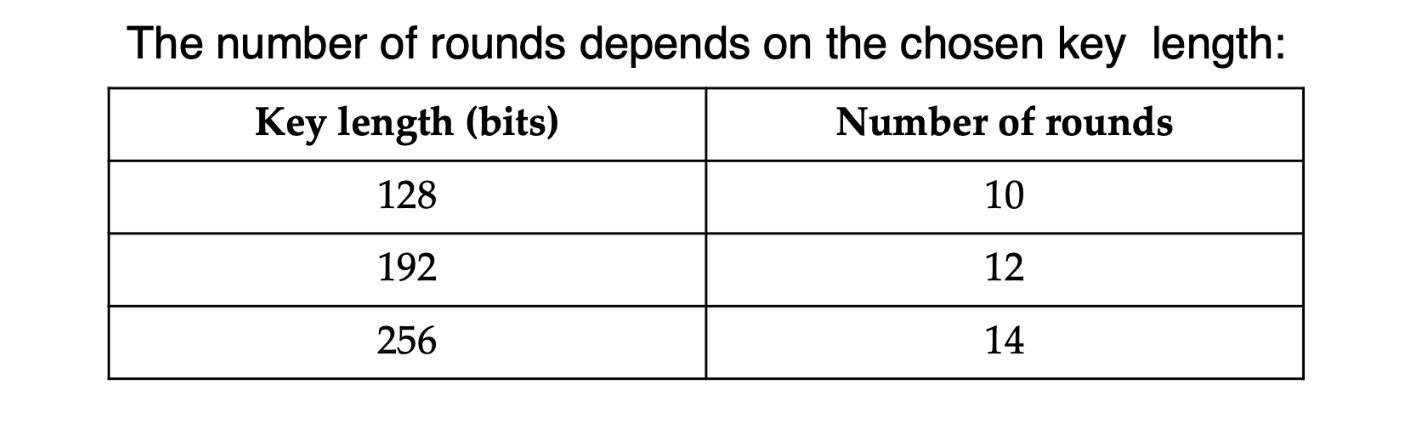 The number of rounds depends on the chosen key length:
Key length (bits) Number of rounds
128 10
192 12
256 14